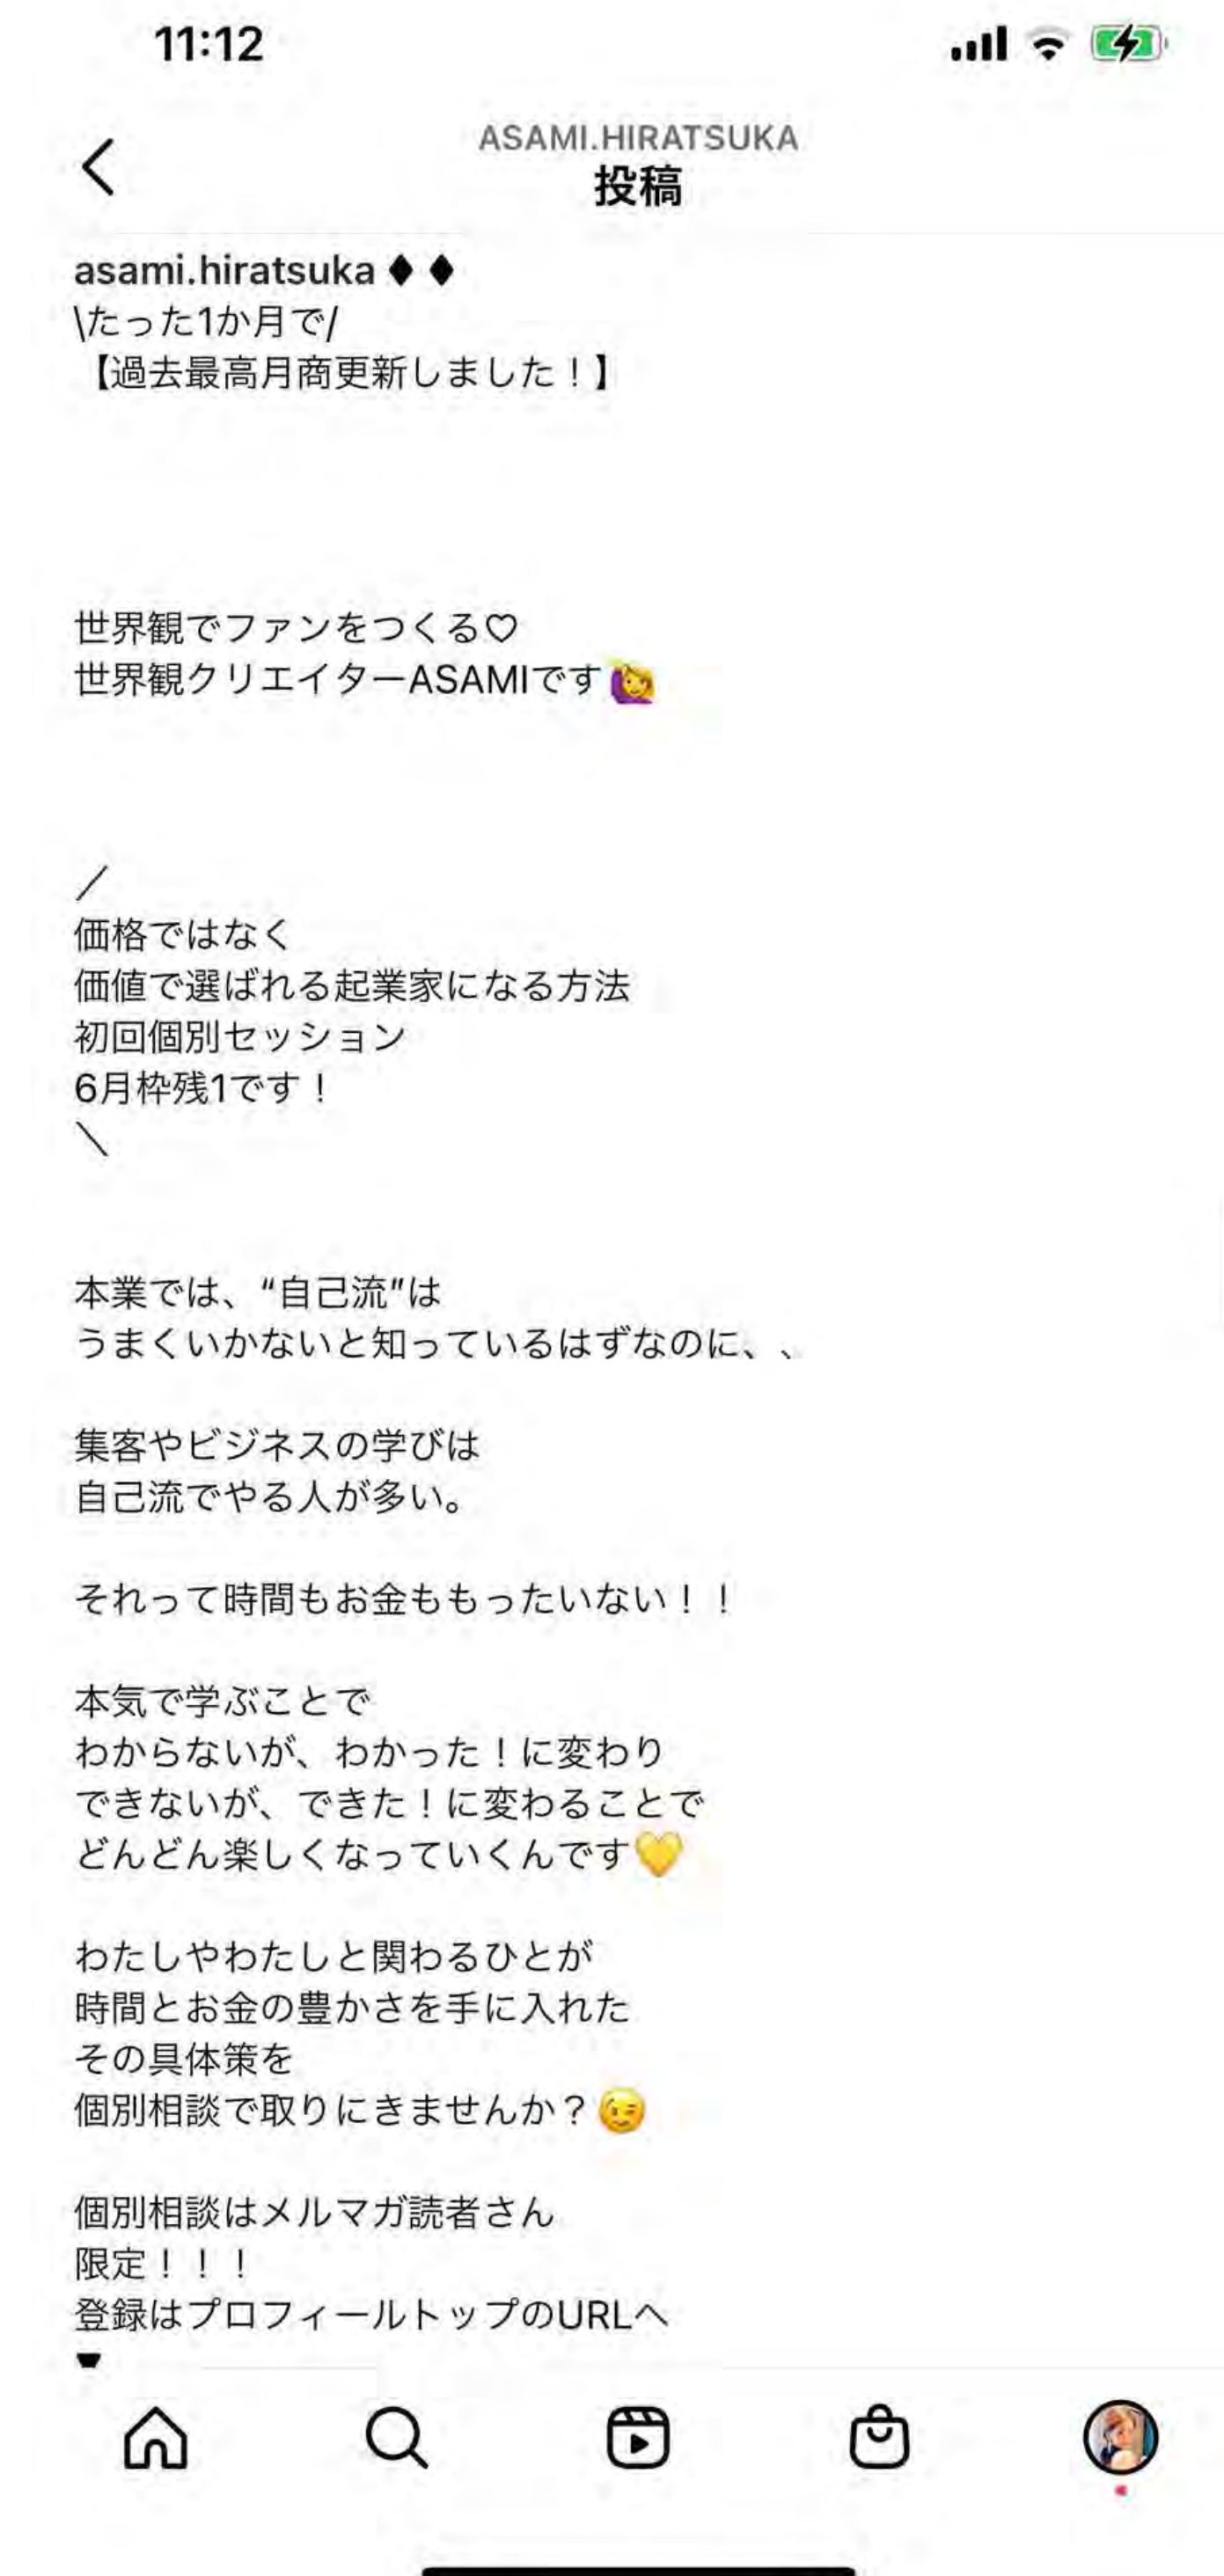 11:12
ASAMI.HIRATSUKA
投稿
asami.hiratsuka ♦ ♦
\たった1か月で/
【過去最高月商更新しました！】
世界観でファンをつくる♡
世界観クリエイターASAMIです🙋
／
価格ではなく
価値で選ばれる起業家になる方法
初回個別セッション
6月枠残1です！
＼
本業では、“自己流”は
うまくいかないと知っているはずなのに、、
集客やビジネスの学びは
自己流でやる人が多い。
それって時間もお金ももったいない！！
本気で学ぶことで
わからないが、わかった！に変わり
できないが、できた！に変わることで
どんどん楽しくなっていくんです💛
わたしやわたしと関わるひとが
時間とお金の豊かさを手に入れた
その具体策を
個別相談で取りにきませんか？😉
個別相談はメルマガ読者さん
限定！！！
登録はプロフィールトップのURLへ